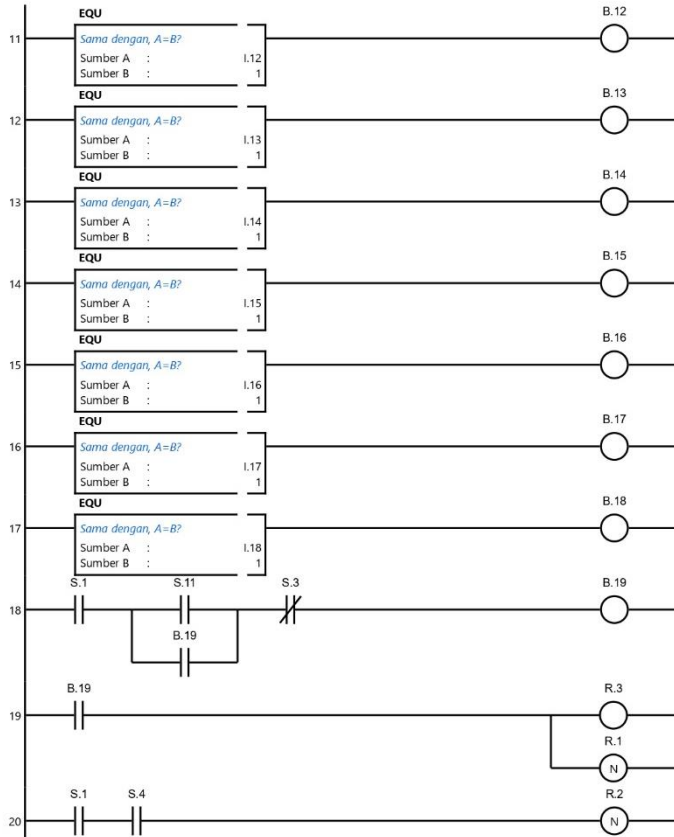 EQU
B.12
11
Sama dengan, A=B?
Sumber A : I.12
Sumber B : 1
EQU
B.13
12
Sama dengan, A=B?
Sumber A : I.13
Sumber B : 1
EQU
B.14
13
Sama dengan, A=B?
Sumber A : I.14
Sumber B : 1
EQU
B.15
14
Sama dengan, A=B?
Sumber A : I.15
Sumber B : 1
EQU
B.16
15
Sama dengan, A=B?
Sumber A : I.16
Sumber B : 1
EQU
B.17
16
Sama dengan, A=B?
Sumber A : I.17
Sumber B : 1
EQU
B.18
17
Sama dengan, A=B?
Sumber A : I.18
Sumber B : 1
S.1 S.11 S.3 B.19
18
B.19
B.19 R.3
19
R.1
N
S.1 S.4 R.2
20 N